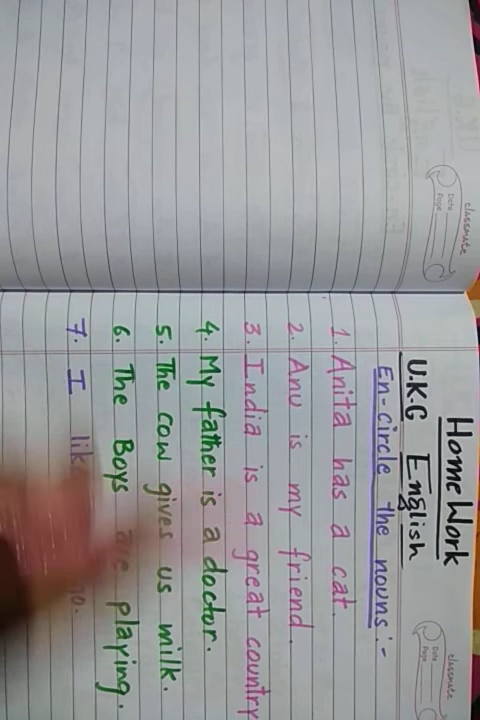 classmate
Date
Page
Home Work
U.K.G English
En-circle the nouns:-
1. Anita has a cat.
2. Anu is my friend.
3. India is a great country
4. My father is a doctor.
5. The cow gives us milk.
6. The Boys are playing.
7. I
classmate
Date
Page